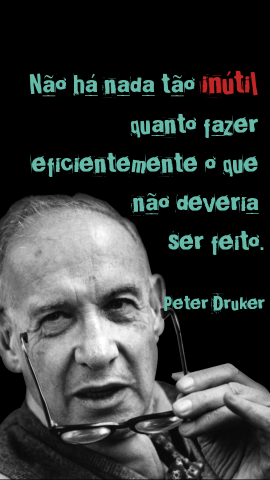 Não há nada tão inútil
quanto fazer
eficientemente o que
não deveria
ser feito.
Peter Druker